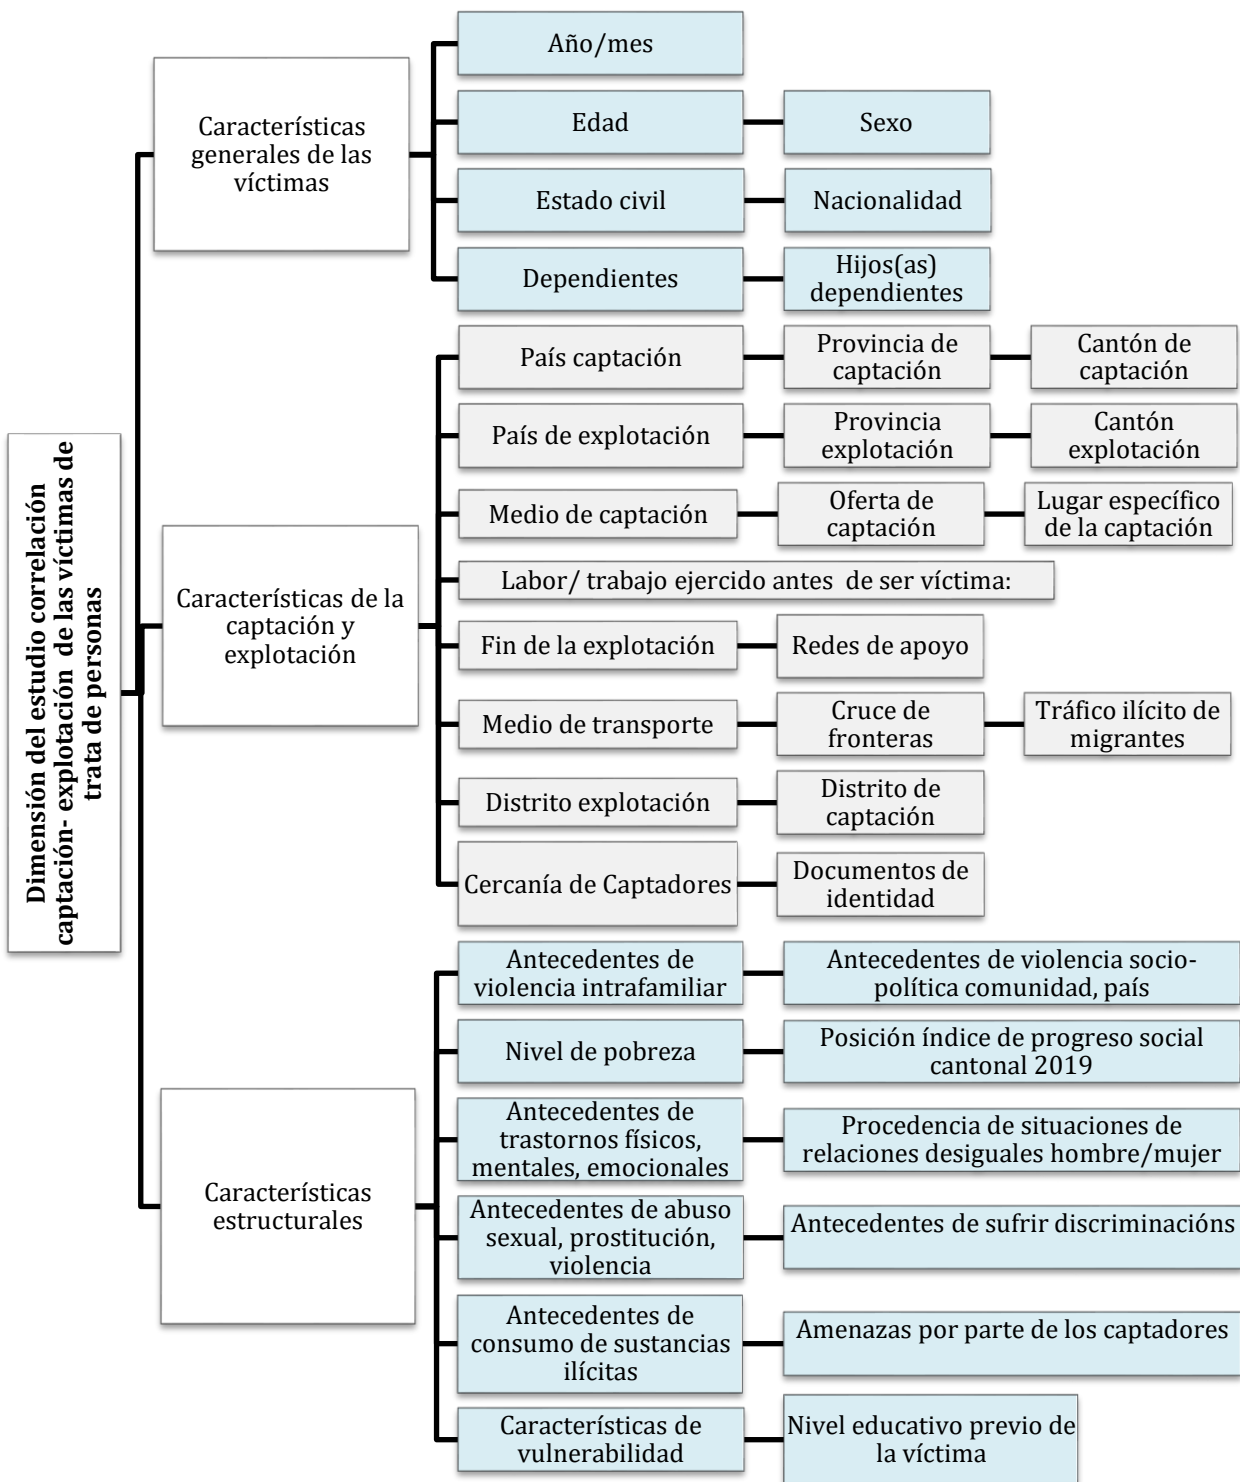 Dimensión del estudio correlación
captación- explotación  de las víctimas de
trata de personas
Características
generales de las
víctimas
Año/mes
Edad
Sexo
Estado civil
Nacionalidad
Dependientes
Hijos(as)
dependientes
Características de la
captación y
explotación
País captación
Provincia de
captación
Cantón de
captación
País de explotación
Provincia
explotación
Cantón
explotación
Medio de captación
Oferta de
captación
Lugar específico
de la captación
Labor/ trabajo ejercido antes  de ser víctima:
Fin de la explotación
Redes de apoyo
Medio de transporte
Cruce de
fronteras
Tráfico ilícito de
migrantes
Distrito explotación
Distrito de
captación
Cercanía de Captadores
Documentos de
identidad
Características
estructurales
Antecedentes de
violencia intrafamiliar
Antecedentes de violencia socio-
política comunidad, país
Nivel de pobreza
Posición índice de progreso social
cantonal 2019
Antecedentes de
trastornos físicos,
mentales, emocionales
Procedencia de situaciones de
relaciones desiguales hombre/mujer
Antecedentes de abuso
sexual, prostitución,
violencia
Antecedentes de sufrir discriminacións
Antecedentes de
consumo de sustancias
ilícitas
Amenazas por parte de los captadores
Características de
vulnerabilidad
Nivel educativo previo de
la víctima